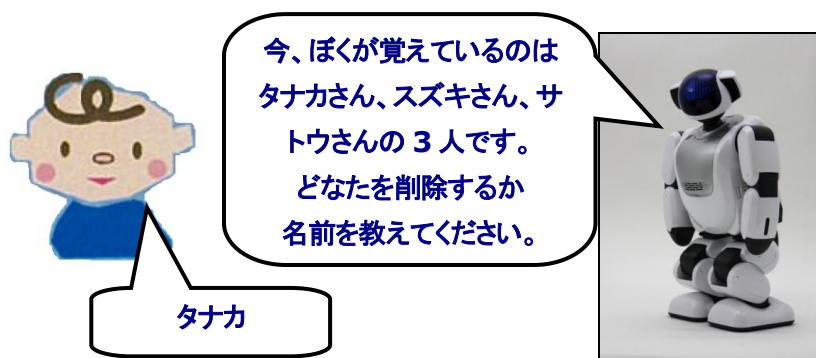 今、ぼくが覚えているのは
タナカさん、スズキさん、サ
トウさんの 3 人です。
どなたを削除するか
名前を教えてください。
タナカ